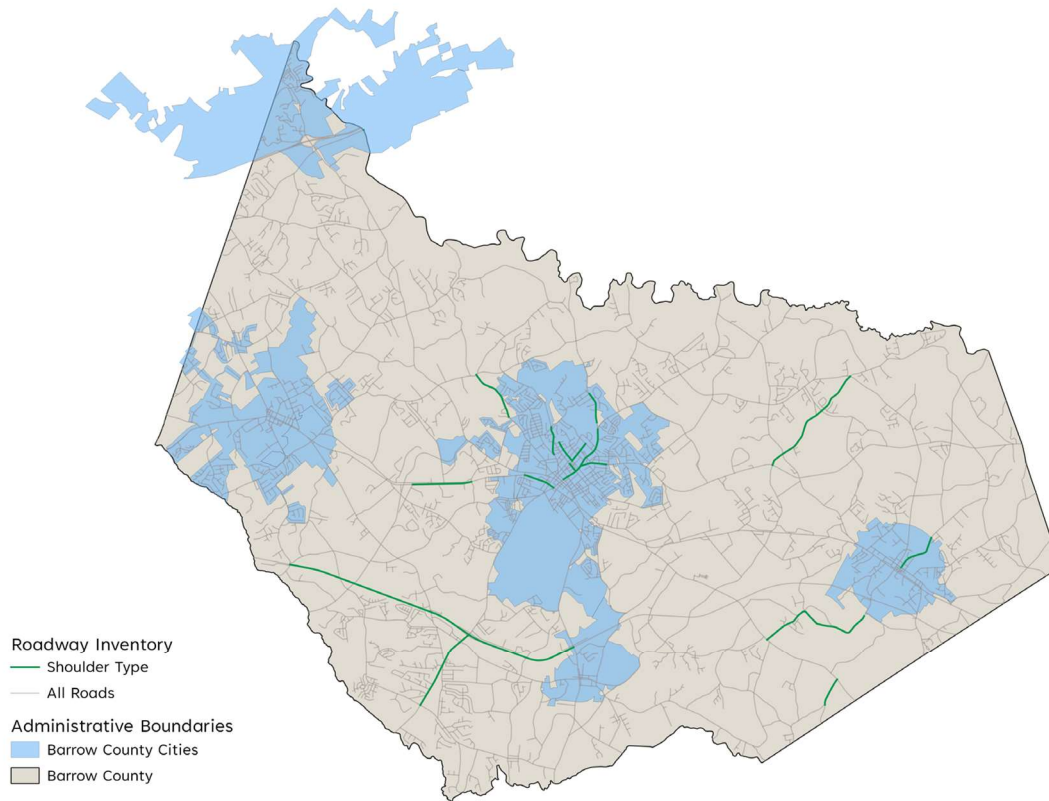 Roadway Inventory
Shoulder Type
All Roads
Administrative Boundaries
Barrow County Cities
Barrow County